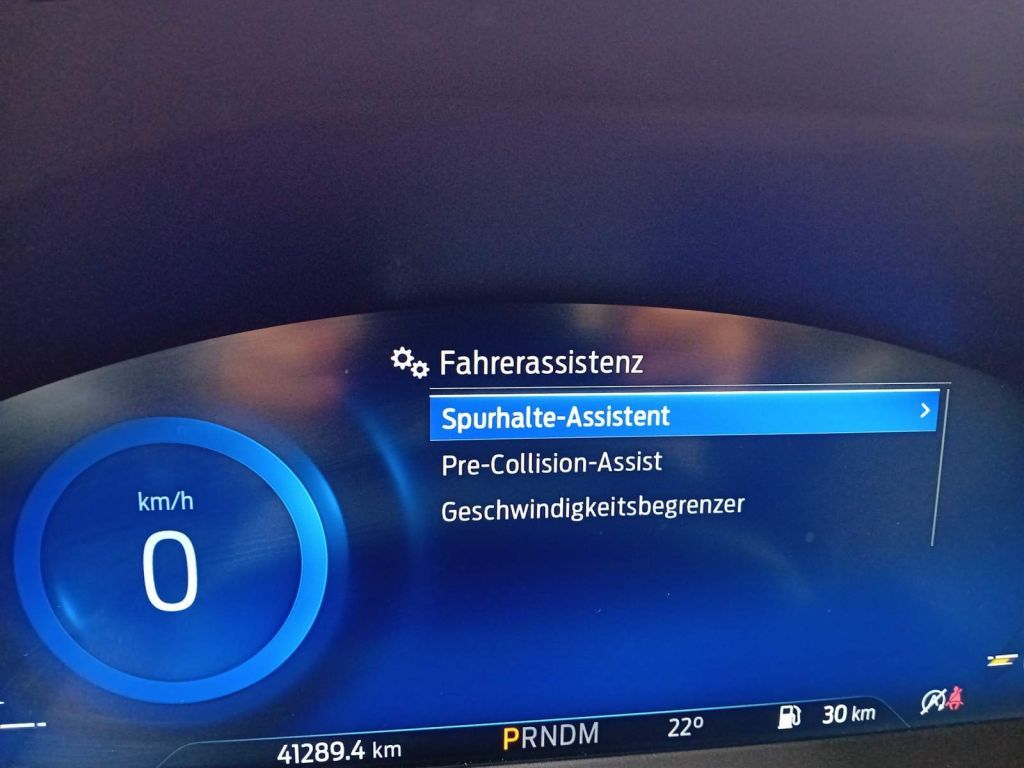 Fahrerassistenz
Spurhalte-Assistent
Pre-Collision-Assist
Geschwindigkeitsbegrenzer
km/h
0
41289.4 km
PRNDM
22°
30 km